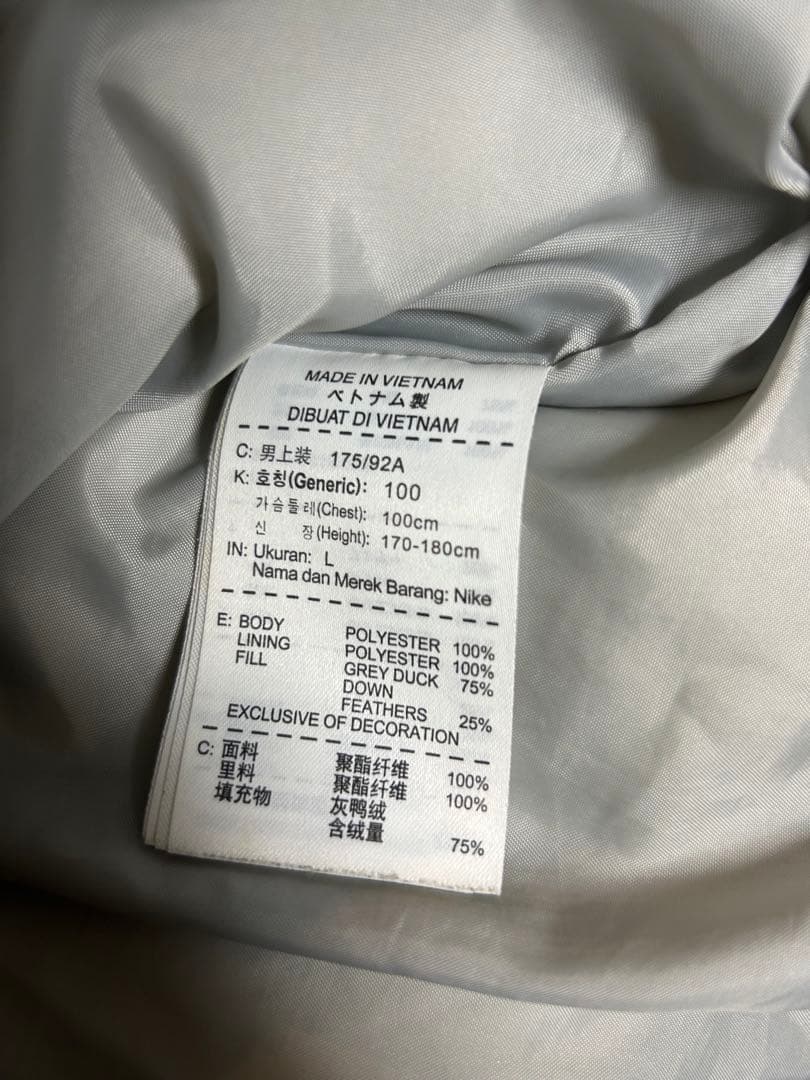 MADE IN VIETNAM
ベトナム製
DIBUAT DI VIETNAM
C: 男上装 175/92A
K: 호칭(Generic): 100
가슴둘레(Chest): 100cm
신 장(Height): 170-180cm
IN: Ukuran: L
Nama dan Merek Barang: Nike
E: BODY POLYESTER 100%
LINING POLYESTER 100%
FILL GREY DUCK 75%
DOWN
FEATHERS 25%
EXCLUSIVE OF DECORATION
C: 面料 聚酯纤维 100%
里料 聚酯纤维 100%
填充物 灰鸭绒
含绒量 75%